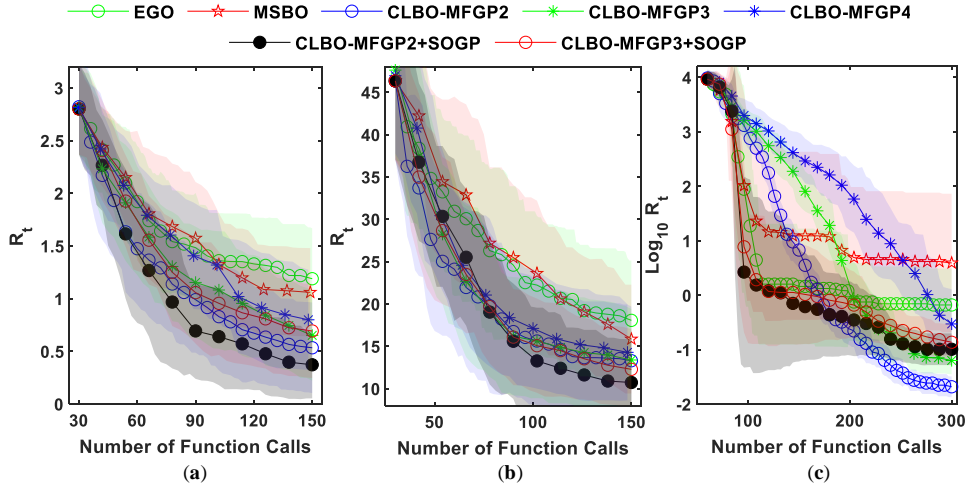 EGO MSBO CLBO-MFGP2 CLBO-MFGP3 CLBO-MFGP4
CLBO-MFGP2+SOGP CLBO-MFGP3+SOGP
R_t
3
2.5
2
1.5
1
0.5
0
30 60 90 120 150
Number of Function Calls
(a)
R_t
45
40
35
30
25
20
15
10
50 100 150
Number of Function Calls
(b)
Log_10 R_t
4
3
2
1
0
-1
-2
100 200 300
Number of Function Calls
(c)